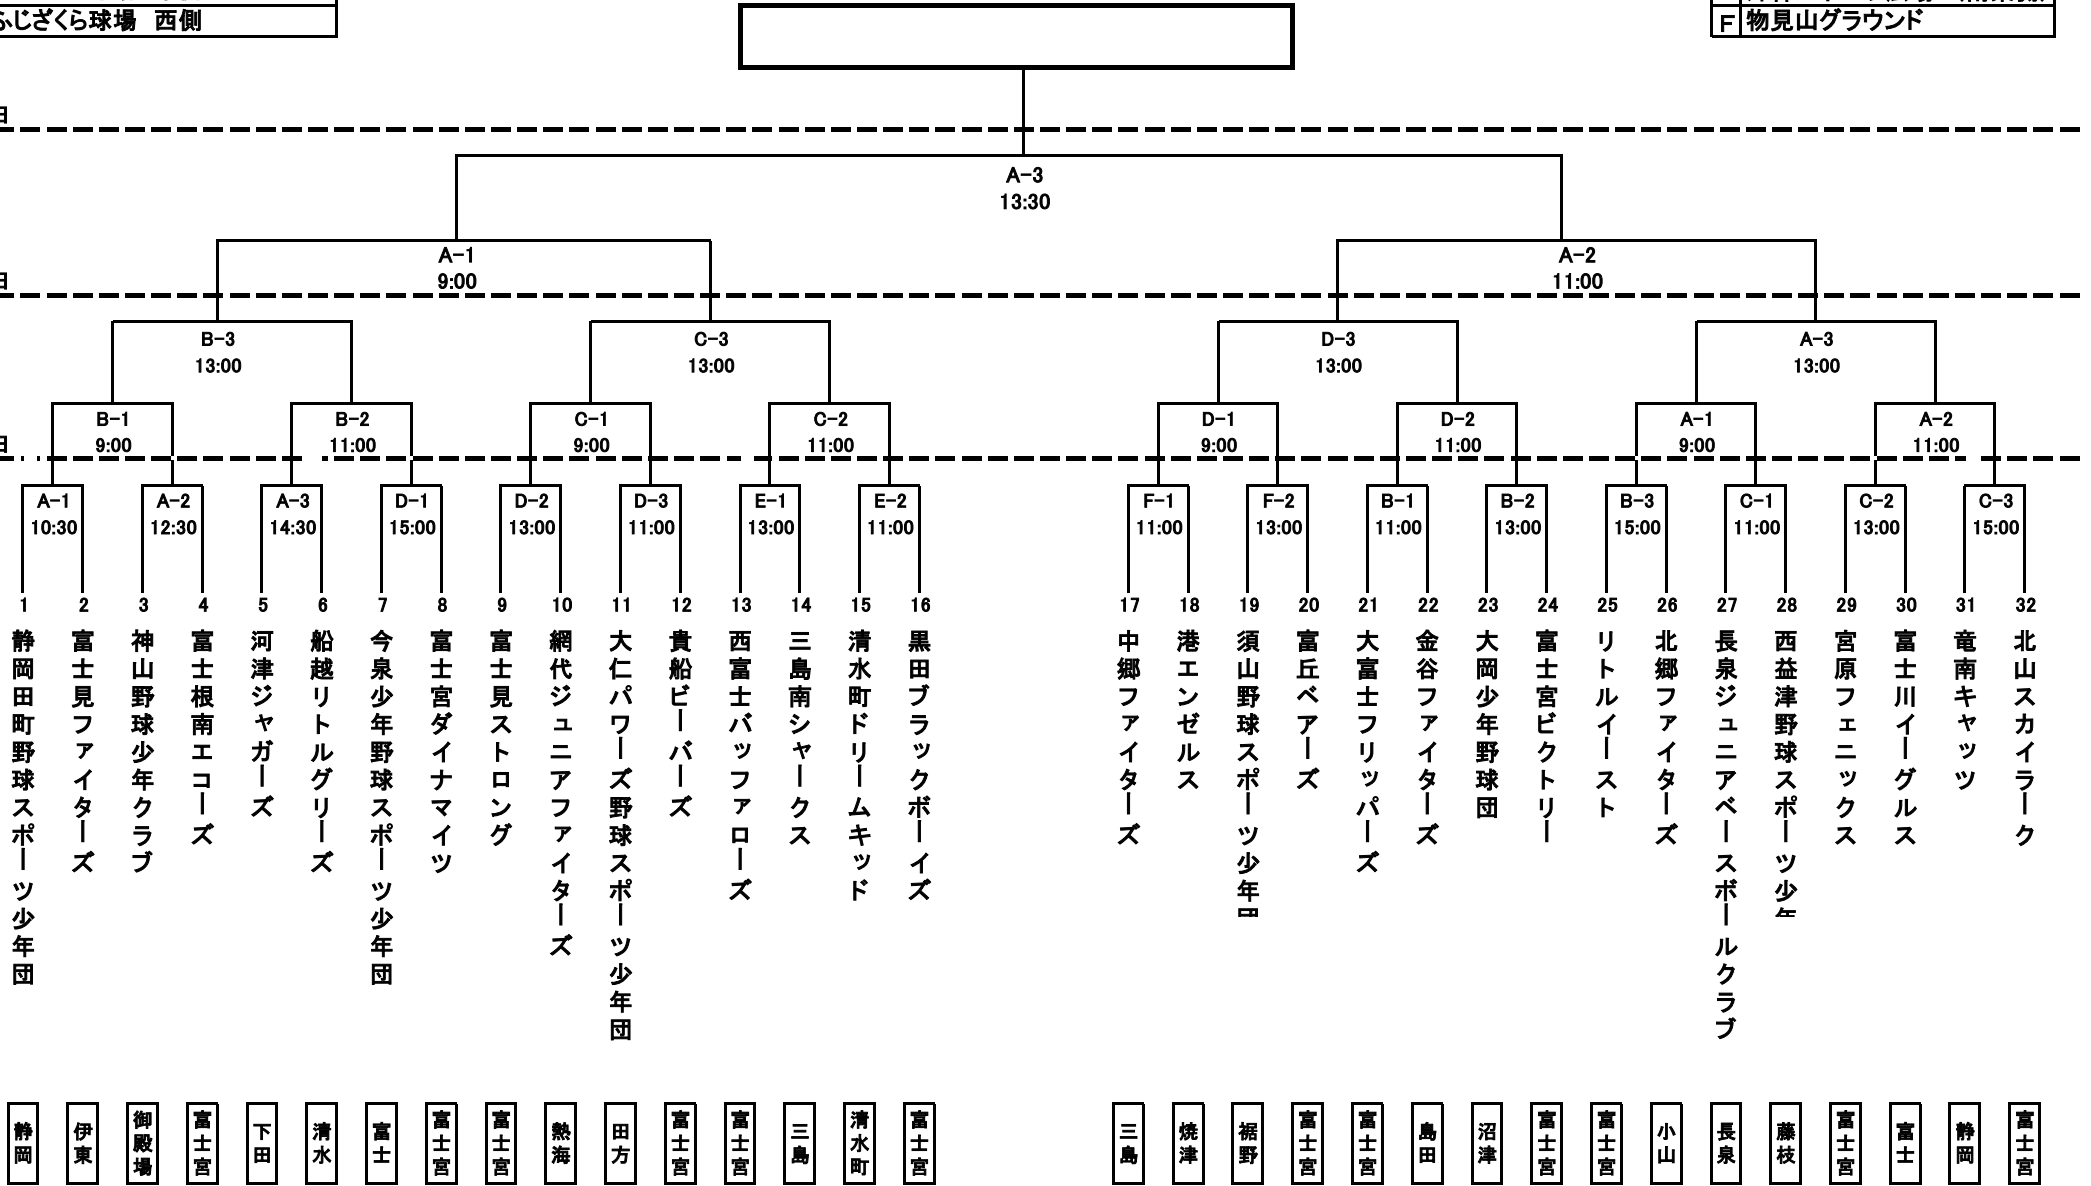 ふじざくら球場　西側
F 物見山グラウンド
日
A-3
13:30
A-1 A-2
9:00 11:00
日
B-3 C-3 D-3 A-3
13:00 13:00 13:00 13:00
B-1 B-2 C-1 C-2 D-1 D-2 A-1 A-2
9:00 11:00 9:00 11:00 9:00 11:00 9:00 11:00
日
A-1 A-2 A-3 D-1 D-2 D-3 E-1 E-2 F-1 F-2 B-1 B-2 B-3 C-1 C-2 C-3
10:30 12:30 14:30 15:00 13:00 11:00 13:00 11:00 11:00 13:00 11:00 13:00 15:00 11:00 13:00 15:00
1 2 3 4 5 6 7 8 9 10 11 12 13 14 15 16 17 18 19 20 21 22 23 24 25 26 27 28 29 30 31 32
静岡田町野球スポーツ少年団
富士見ファイターズ
神山野球少年クラブ
富士根南エコーズ
河津ジャガーズ
船越リトルグリーズ
今泉少年野球スポーツ少年団
富士宮ダイナマイツ
富士見ストロング
網代ジュニアファイターズ
大仁パワーズ野球スポーツ少年団
貴船ビーバーズ
西富士バッファローズ
三島南シャークス
清水町ドリームキッド
黒田ブラックボーイズ
中郷ファイターズ
港エンゼルス
須山野球スポーツ少年団
富丘ベアーズ
大富士フリッパーズ
金谷ファイターズ
大岡少年野球団
富士宮ビクトリー
リトルイースト
北郷ファイターズ
長泉ジュニアベースボールクラブ
西益津野球スポーツ少年
宮原フェニックス
富士川イーグルス
竜南キャッツ
北山スカイラーク
静岡
伊東
御殿場
富士宮
下田
清水
富士
富士宮
富士宮
熱海
田方
富士宮
富士宮
三島
清水町
富士宮
三島
焼津
裾野
富士宮
富士宮
島田
沼津
富士宮
富士宮
小山
長泉
藤枝
富士宮
富士
静岡
富士宮